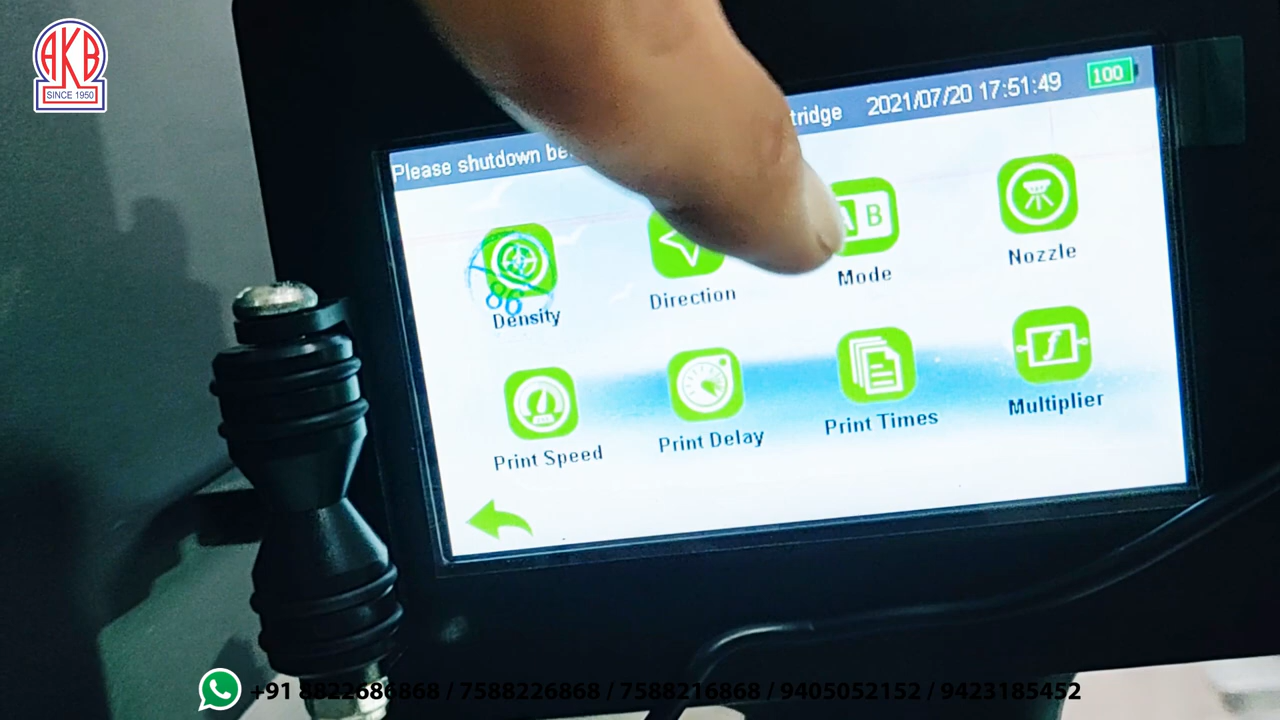 AKB
SINCE 1950
Please shutdown be
tridge 2021/07/20 17:51:49 100
A B
86
Density
Direction
Mode
Nozzle
Print Speed
Print Delay
Print Times
Multiplier
+91 8822686868 / 7588226868 / 7588216868 / 9405052152 / 9423185452